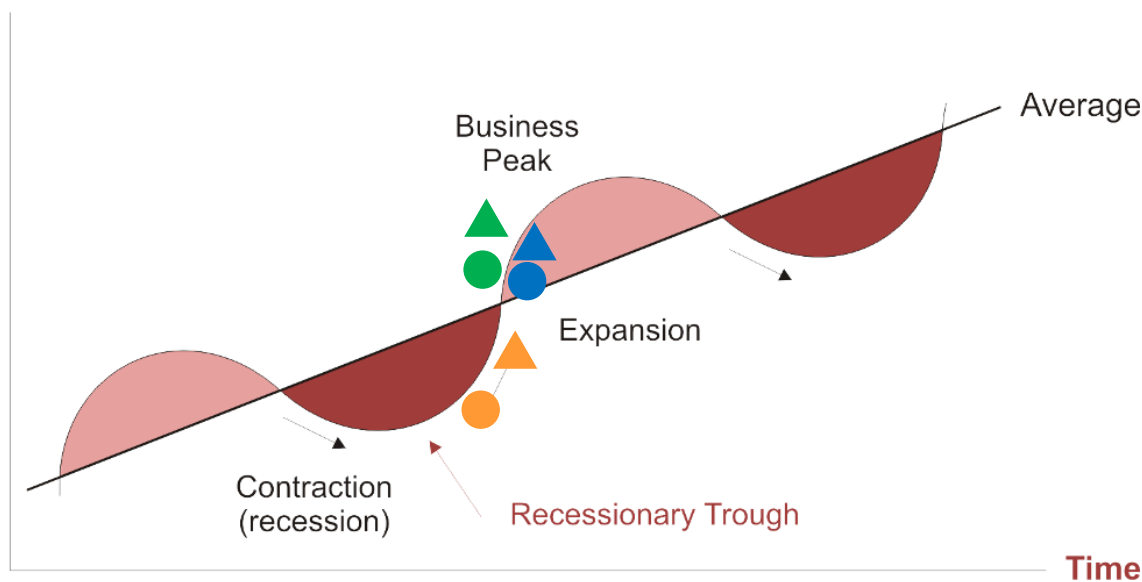 Business
Peak
Average
Expansion
Contraction
(recession)
Recessionary Trough
Time